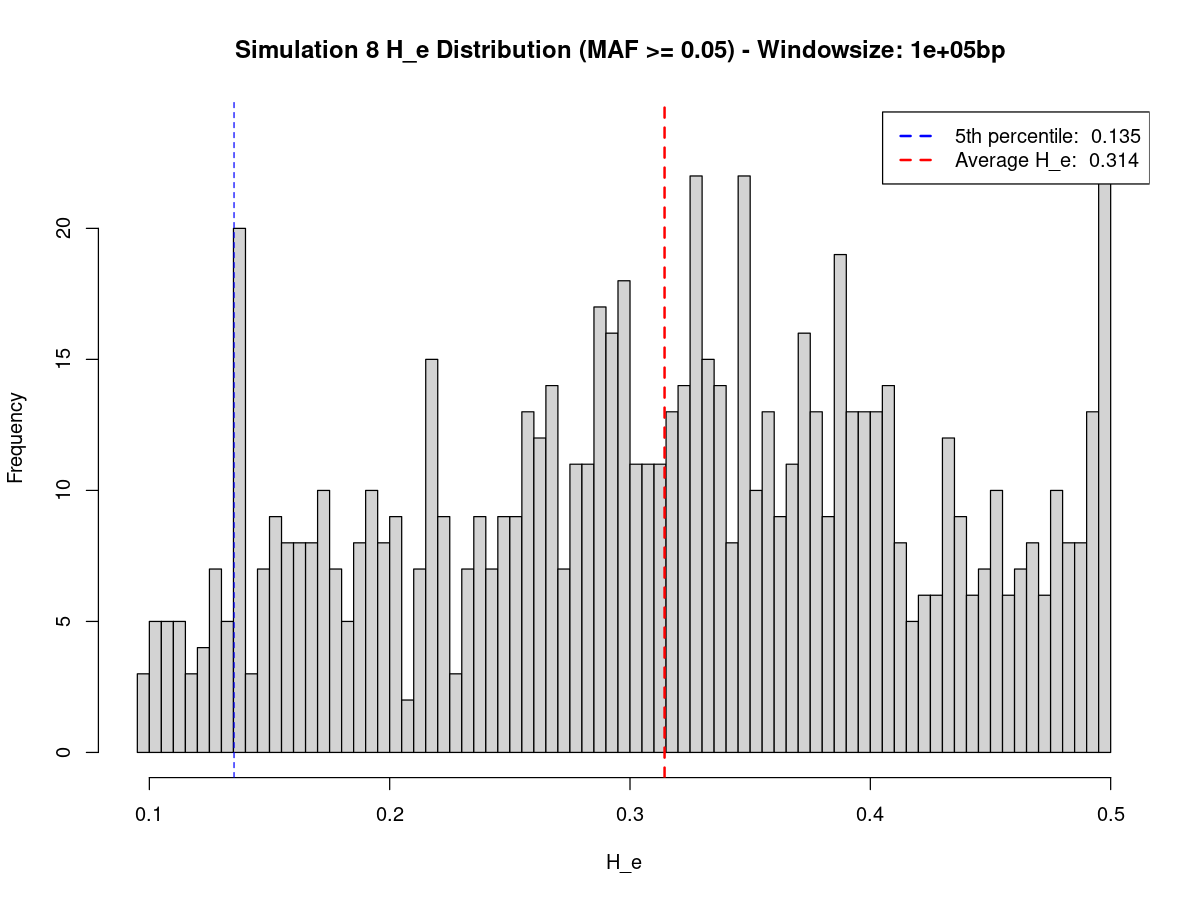 Simulation 8 H_e Distribution (MAF >= 0.05) - Windowsize: 1e+05bp
5th percentile:  0.135
Average H_e:  0.314
Frequency
20
15
10
5
0
0.1
0.2
0.3
0.4
0.5
H_e